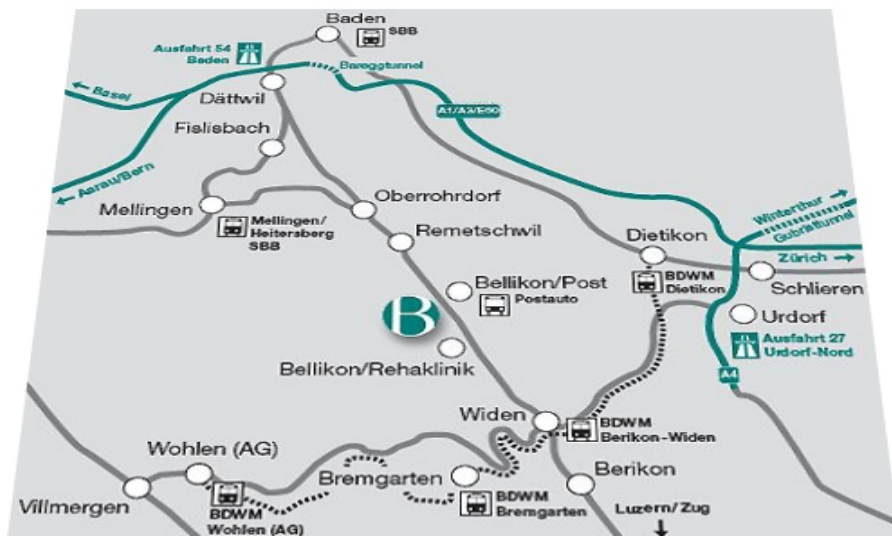 Baden
SBB
Ausfahrt 54
Baden
Bareggtunnel
← Basel
Dättwil
A1/A3/E60
Fislisbach
← Aarau/Bern
Mellingen
Mellingen/
Heitersberg
SBB
Oberrohrdorf
Remetschwil
Winterthur →
Gubristtunnel
Dietikon
Zürich →
BDWM
Dietikon
Schlieren
Bellikon/Post
Postauto
Urdorf
B
Ausfahrt 27
Urdorf-Nord
Bellikon/Rehaklinik
A4
Widen
BDWM
Berikon-Widen
Wohlen (AG)
Bremgarten
Berikon
Villmergen
BDWM
Wohlen (AG)
BDWM
Bremgarten
Luzern/Zug
↓